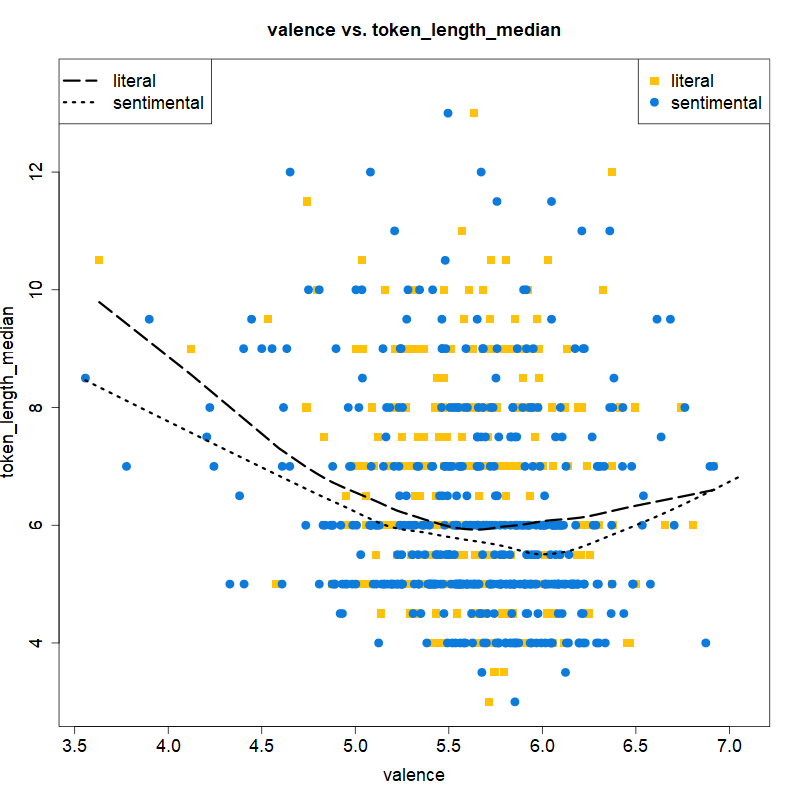 valence vs. token_length_median
literal
sentimental
literal
sentimental
token_length_median
12
10
8
6
4
3.5 4.0 4.5 5.0 5.5 6.0 6.5 7.0
valence